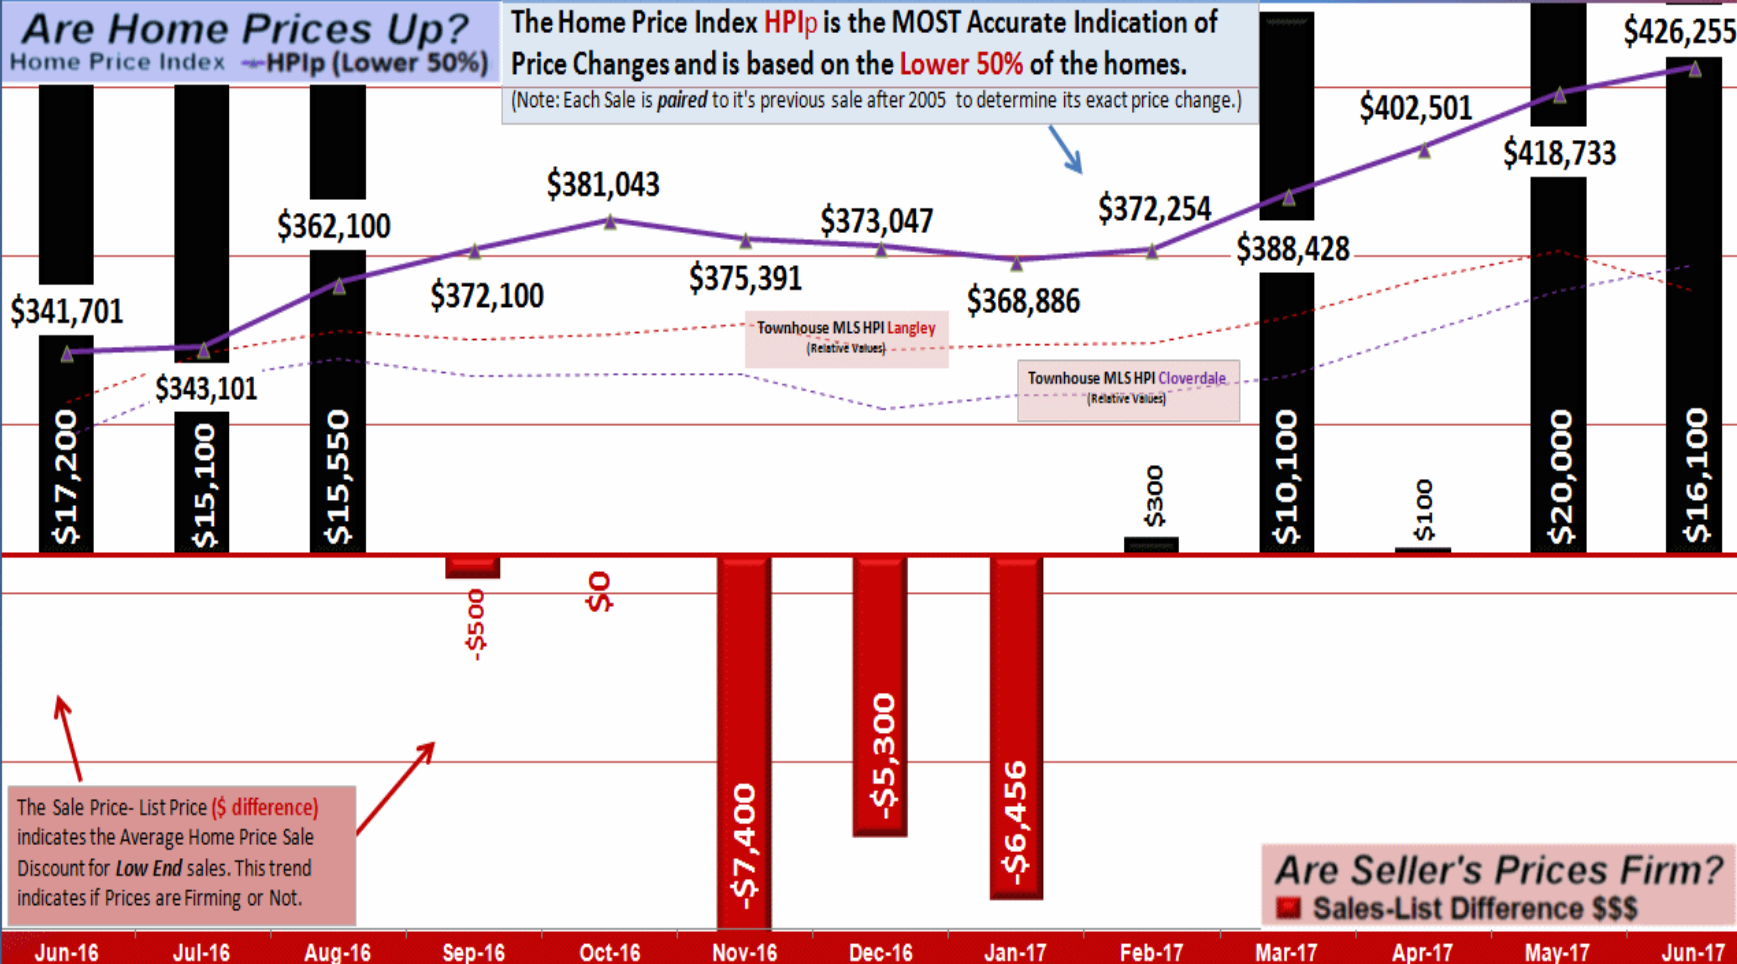 Are Home Prices Up?
Home Price Index HPIp (Lower 50%)
The Home Price Index HPIp is the MOST Accurate Indication of
Price Changes and is based on the Lower 50% of the homes.
(Note: Each Sale is paired to it's previous sale after 2005 to determine its exact price change.)
$341,701
$343,101
$362,100
$372,100
$381,043
$375,391
$373,047
$368,886
$372,254
$388,428
$402,501
$418,733
$426,255
Townhouse MLS HPI Langley
(Relative Values)
Townhouse MLS HPI Cloverdale
(Relative Values)
$17,200
$15,100
$15,550
-$500
$0
-$7,400
-$5,300
-$6,456
$300
$10,100
$100
$20,000
$16,100
The Sale Price- List Price ($ difference)
indicates the Average Home Price Sale
Discount for Low End sales. This trend
indicates if Prices are Firming or Not.
Are Seller's Prices Firm?
Sales-List Difference $$$
Jun-16
Jul-16
Aug-16
Sep-16
Oct-16
Nov-16
Dec-16
Jan-17
Feb-17
Mar-17
Apr-17
May-17
Jun-17